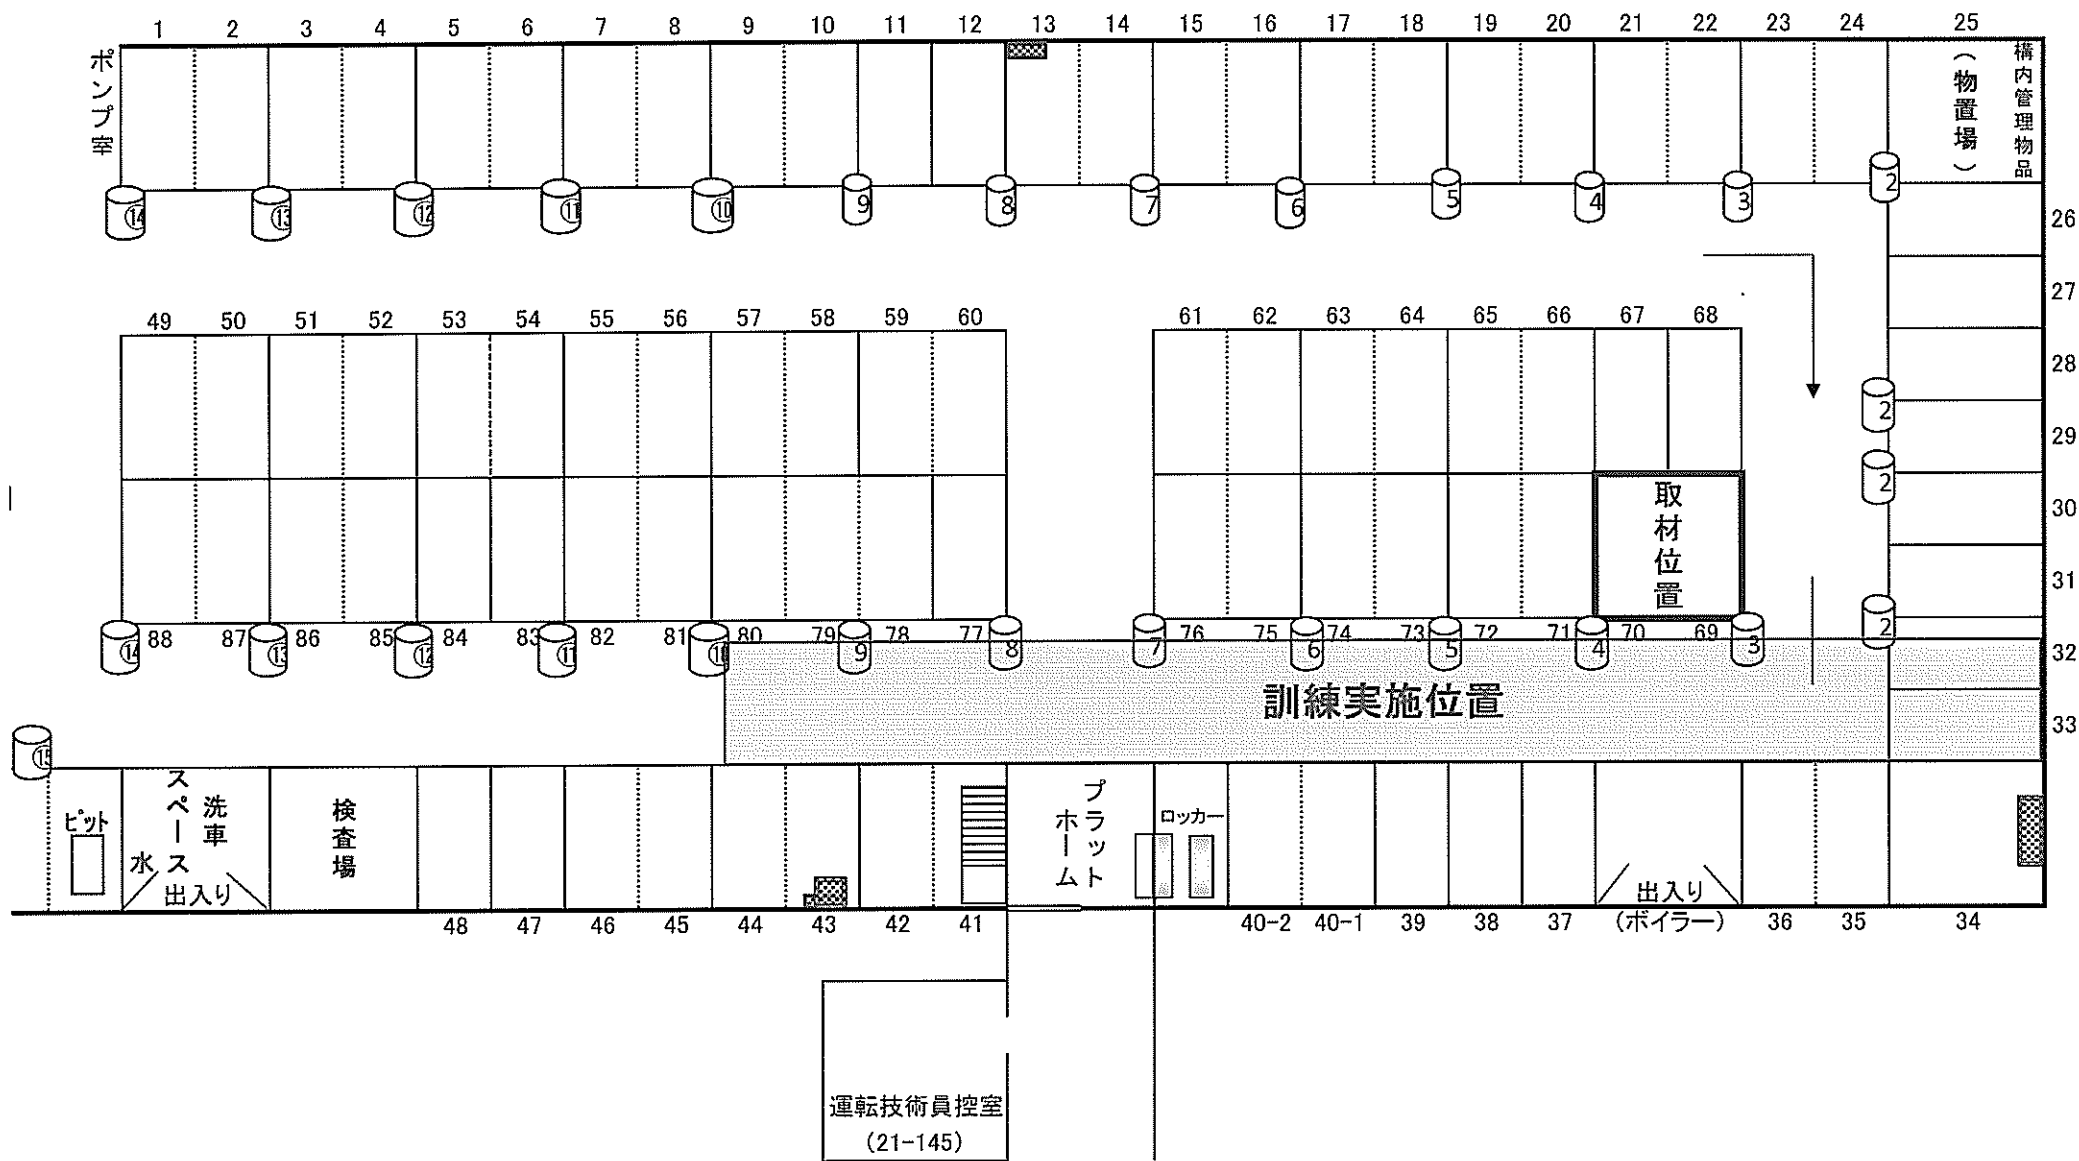 1 2 3 4 5 6 7 8 9 10 11 12 13 14 15 16 17 18 19 20 21 22 23 24 25
ポンプ室
(物置場)
構内管理物品
⑭ ⑬ ⑫ ⑪ ⑩ 9 8 7 6 5 4 3 2
26
27
49 50 51 52 53 54 55 56 57 58 59 60 61 62 63 64 65 66 67 68
28
2
29
2
取材位置
30
31
2
88 87 86 85 84 83 82 81 80 79 78 77 76 75 74 73 72 71 70 69
⑭ ⑬ ⑫ ⑪ ⑩ 9 8 7 6 5 4 3
32
訓練実施位置
33
⑮
ピット
洗車
スペース
水
出入り
検査場
プラット
ホーム
ロッカー
出入り
(ボイラー)
48 47 46 45 44 43 42 41 40-2 40-1 39 38 37 36 35 34
運転技術員控室
(21-145)